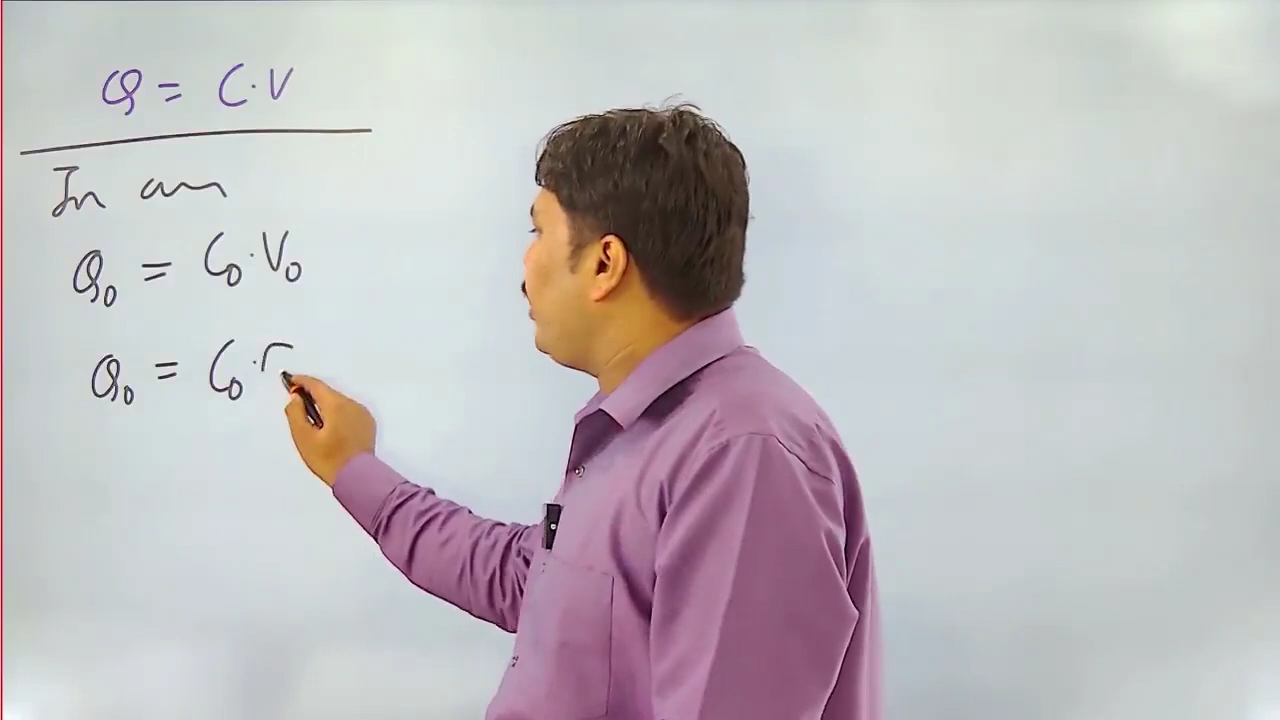 Q = C·V
In air
Q₀ = C₀·V₀
Q₀ = C₀·